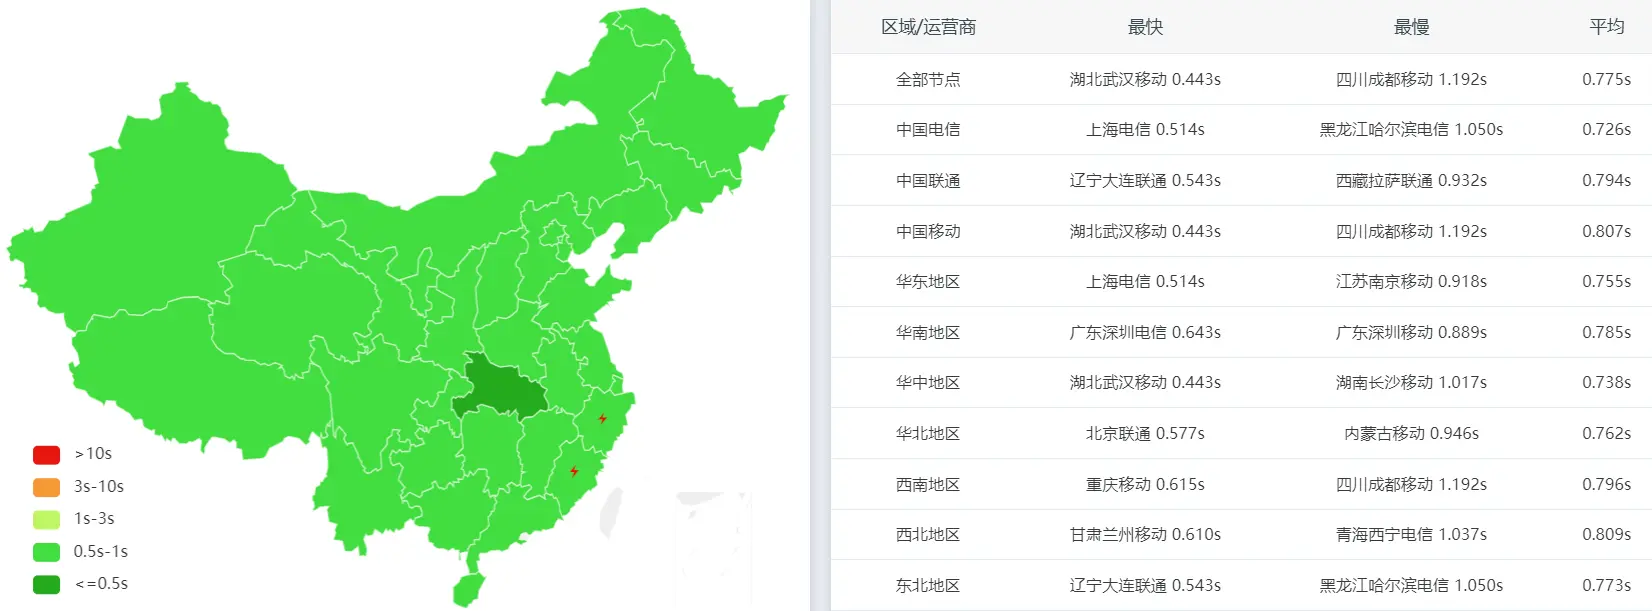 >10s
3s-10s
1s-3s
0.5s-1s
<=0.5s
区域/运营商 最快 最慢 平均
全部节点 湖北武汉移动 0.443s 四川成都移动 1.192s 0.775s
中国电信 上海电信 0.514s 黑龙江哈尔滨电信 1.050s 0.726s
中国联通 辽宁大连联通 0.543s 西藏拉萨联通 0.932s 0.794s
中国移动 湖北武汉移动 0.443s 四川成都移动 1.192s 0.807s
华东地区 上海电信 0.514s 江苏南京移动 0.918s 0.755s
华南地区 广东深圳电信 0.643s 广东深圳移动 0.889s 0.785s
华中地区 湖北武汉移动 0.443s 湖南长沙移动 1.017s 0.738s
华北地区 北京联通 0.577s 内蒙古移动 0.946s 0.762s
西南地区 重庆移动 0.615s 四川成都移动 1.192s 0.796s
西北地区 甘肃兰州移动 0.610s 青海西宁电信 1.037s 0.809s
东北地区 辽宁大连联通 0.543s 黑龙江哈尔滨电信 1.050s 0.773s